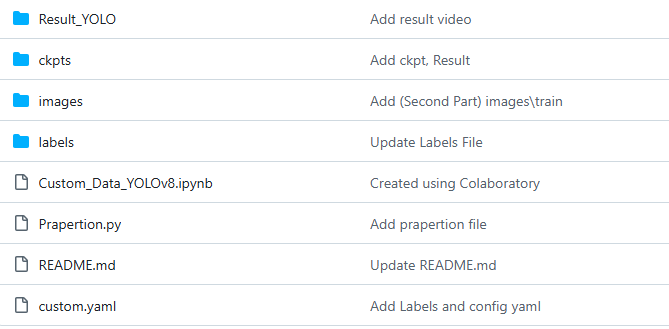 Result_YOLO Add result video
ckpts Add ckpt, Result
images Add (Second Part) images\train
labels Update Labels File
Custom_Data_YOLOv8.ipynb Created using Colaboratory
Prapertion.py Add prapertion file
README.md Update README.md
custom.yaml Add Labels and config yaml